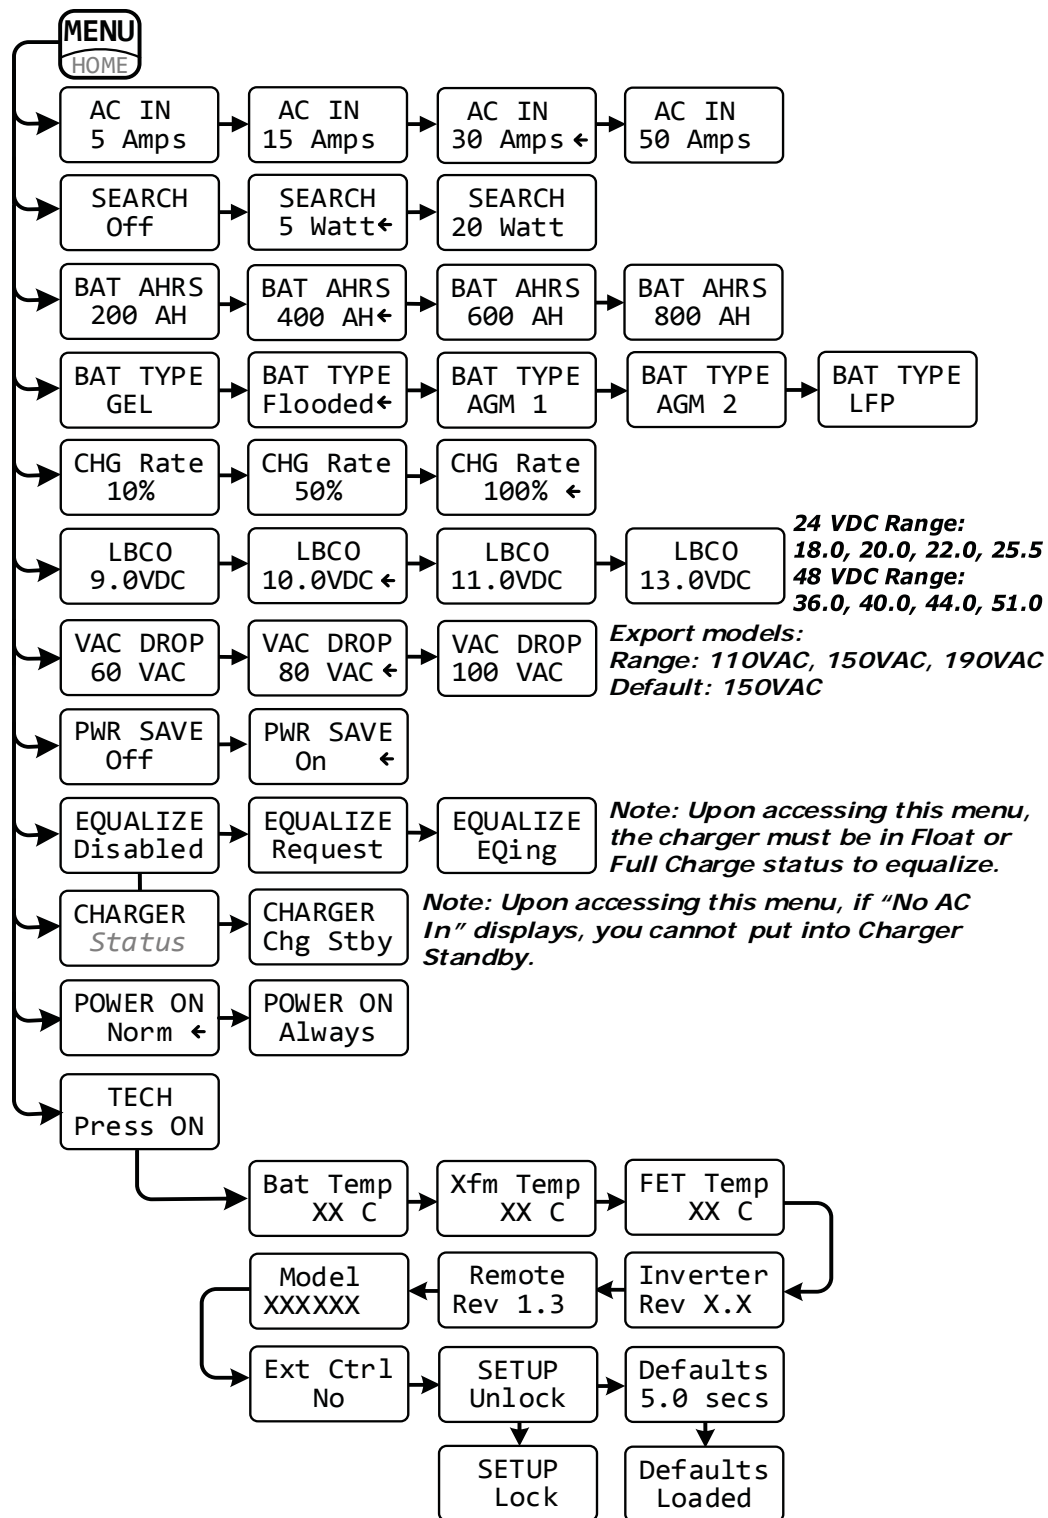 MENU
HOME
AC IN
5 Amps
AC IN
15 Amps
AC IN
30 Amps ←
AC IN
50 Amps
SEARCH
Off
SEARCH
5 Watt←
SEARCH
20 Watt
BAT AHRS
200 AH
BAT AHRS
400 AH←
BAT AHRS
600 AH
BAT AHRS
800 AH
BAT TYPE
GEL
BAT TYPE
Flooded←
BAT TYPE
AGM 1
BAT TYPE
AGM 2
BAT TYPE
LFP
CHG Rate
10%
CHG Rate
50%
CHG Rate
100% ←
LBCO
9.0VDC
LBCO
10.0VDC←
LBCO
11.0VDC
LBCO
13.0VDC
24 VDC Range:
18.0, 20.0, 22.0, 25.5
48 VDC Range:
36.0, 40.0, 44.0, 51.0
VAC DROP
60 VAC
VAC DROP
80 VAC←
VAC DROP
100 VAC
Export models:
Range: 110VAC, 150VAC, 190VAC
Default: 150VAC
PWR SAVE
Off
PWR SAVE
On ←
EQUALIZE
Disabled
EQUALIZE
Request
EQUALIZE
EQing
Note: Upon accessing this menu,
the charger must be in Float or
Full Charge status to equalize.
CHARGER
Status
CHARGER
Chg Stby
Note: Upon accessing this menu, if “No AC
In” displays, you cannot put into Charger
Standby.
POWER ON
Norm ←
POWER ON
Always
TECH
Press ON
Bat Temp
XX C
Xfm Temp
XX C
FET Temp
XX C
Model
XXXXXX
Remote
Rev 1.3
Inverter
Rev X.X
Ext Ctrl
No
SETUP
Unlock
Defaults
5.0 secs
SETUP
Lock
Defaults
Loaded